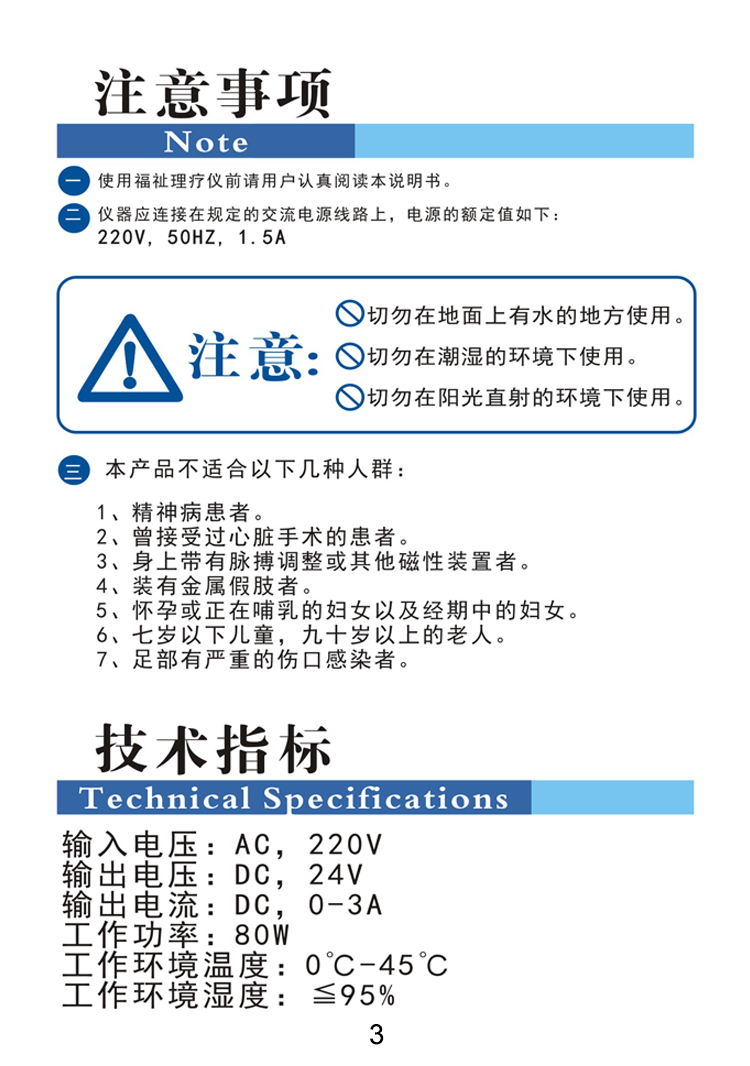 注意事项
Note
一 使用福祉理疗仪前请用户认真阅读本说明书。
二 仪器应连接在规定的交流电源线路上，电源的额定值如下：
220V, 50HZ, 1.5A
注意:
切勿在地面上有水的地方使用。
切勿在潮湿的环境下使用。
切勿在阳光直射的环境下使用。
三 本产品不适合以下几种人群：
1、精神病患者。
2、曾接受过心脏手术的患者。
3、身上带有脉搏调整或其他磁性装置者。
4、装有金属假肢者。
5、怀孕或正在哺乳的妇女以及经期中的妇女。
6、七岁以下儿童，九十岁以上的老人。
7、足部有严重的伤口感染者。
技术指标
Technical Specifications
输入电压：AC，220V
输出电压：DC，24V
输出电流：DC，0-3A
工作功率：80W
工作环境温度：0℃-45℃
工作环境湿度：≦95%
3